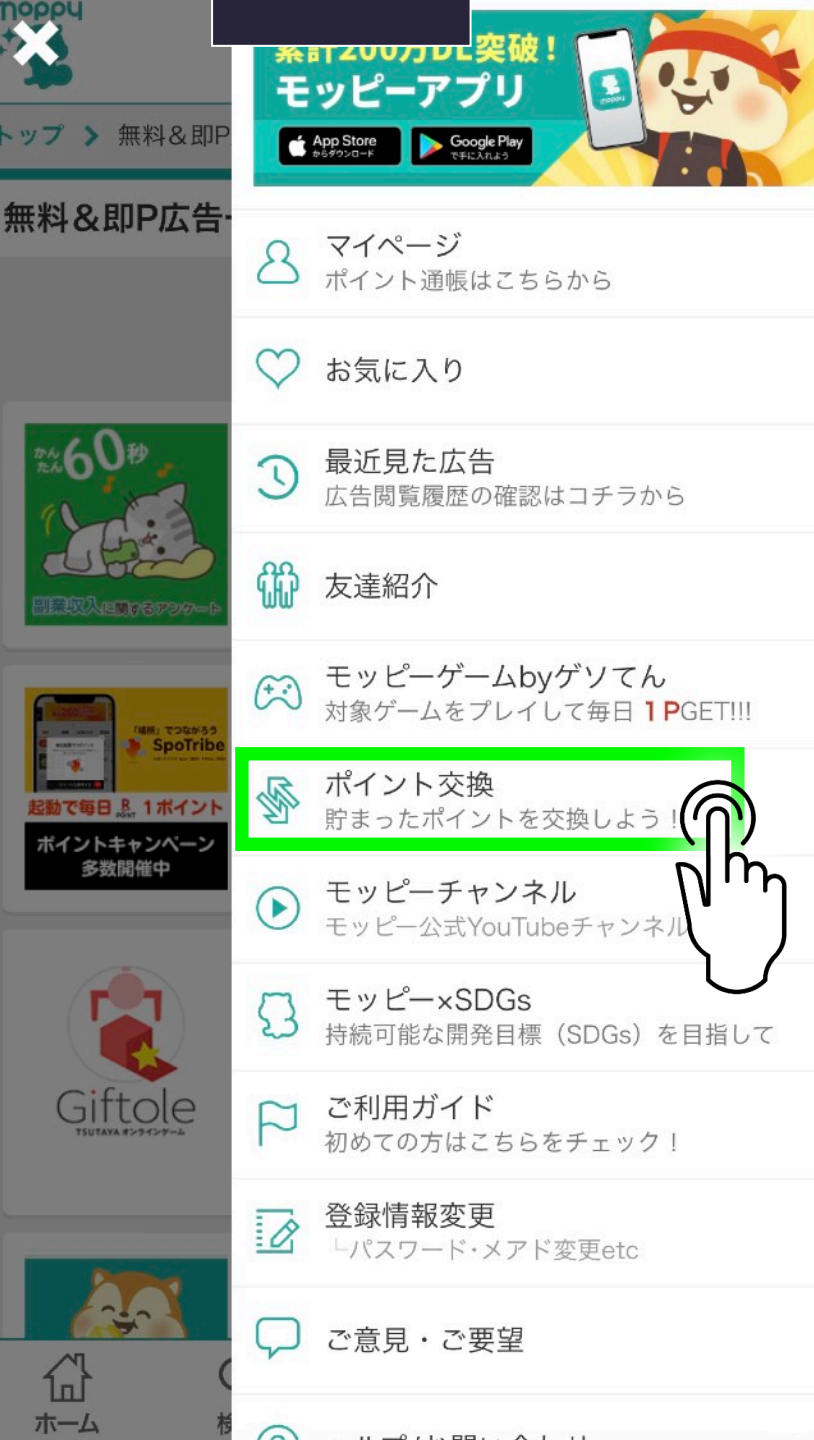 moppy
トップ
無料&即P
無料&即P広告
累計200万DL突破！
モッピーアプリ
App Store
からダウンロード
Google Play
で手に入れよう
moppy
マイページ
ポイント通帳はこちらから
お気に入り
最近見た広告
広告閲覧履歴の確認はコチラから
友達紹介
モッピーゲームbyゲソてん
対象ゲームをプレイして毎日 1 PGET!!!
ポイント交換
貯まったポイントを交換しよう！
モッピーチャンネル
モッピー公式YouTubeチャンネル
モッピー×SDGs
持続可能な開発目標（SDGs）を目指して
ご利用ガイド
初めての方はこちらをチェック！
登録情報変更
└パスワード･メアド変更etc
ご意見・ご要望
かんたん60秒
副業収入に関するアンケート
「場所」でつながろう
SpoTribe
起動で毎日 R POINT 1ポイント
ポイントキャンペーン
多数開催中
Giftole
TSUTAYA オンラインゲーム
ホーム